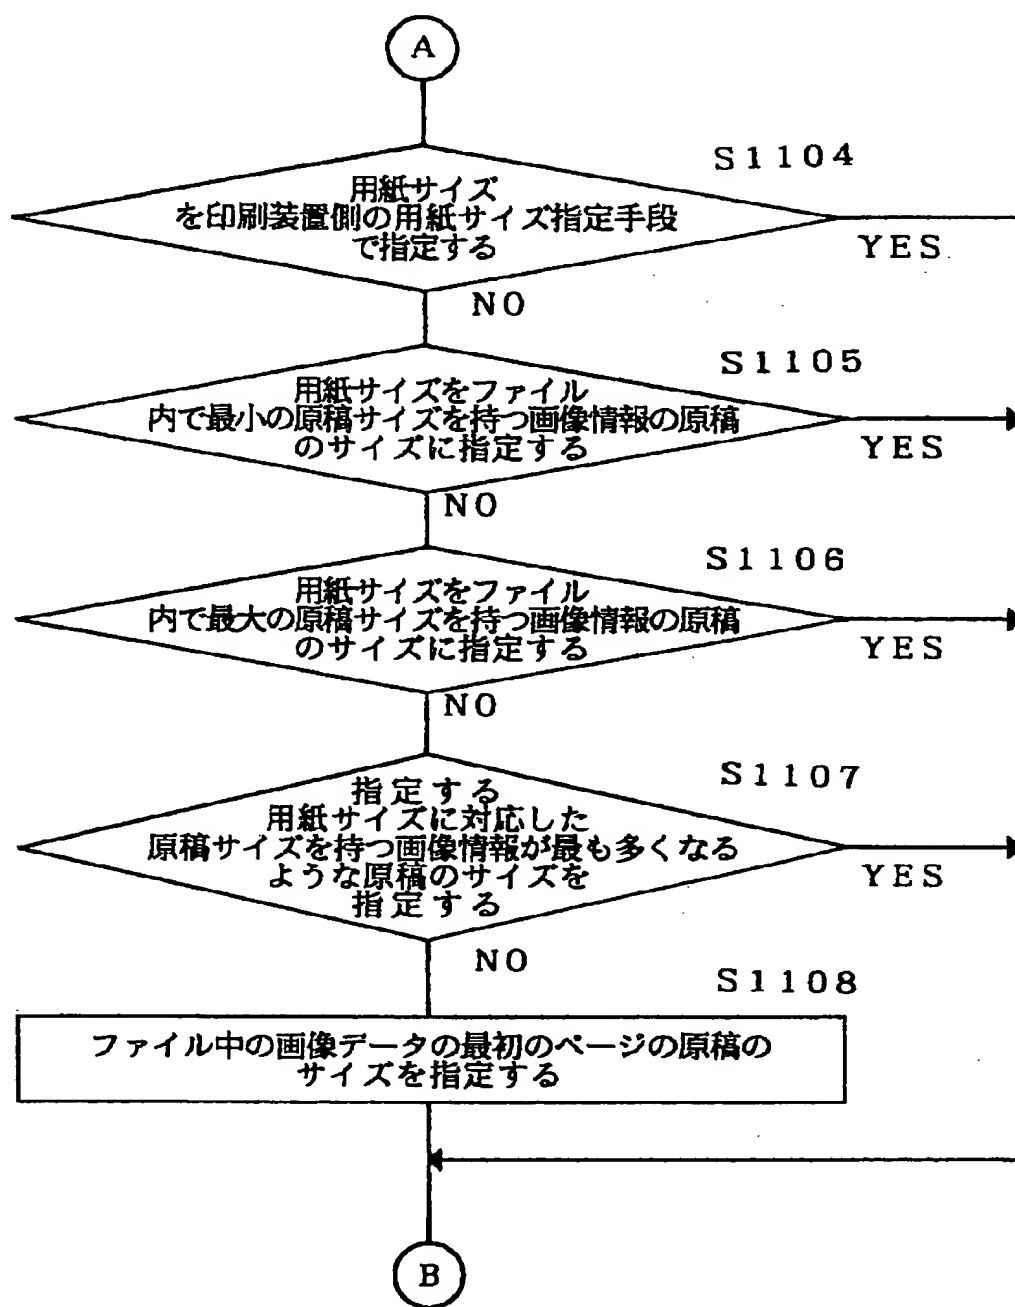 A
S1104
用紙サイズ
を印刷装置側の用紙サイズ指定手段
で指定する
YES
NO
S1105
用紙サイズをファイル
内で最小の原稿サイズを持つ画像情報の原稿
のサイズに指定する
YES
NO
S1106
用紙サイズをファイル
内で最大の原稿サイズを持つ画像情報の原稿
のサイズに指定する
YES
NO
S1107
指定する
用紙サイズに対応した
原稿サイズを持つ画像情報が最も多くなる
ような原稿のサイズを
指定する
YES
NO
S1108
ファイル中の画像データの最初のページの原稿の
サイズを指定する
B